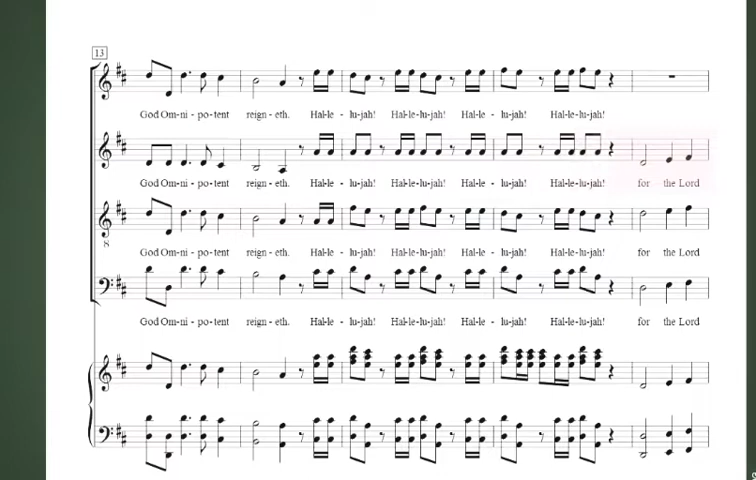 13
God Om-ni - po-tent reign - eth. Hal-le - lu-jah! Hal-le-lu-jah! Hal-le - lu-jah! Hal-le-lu-jah!
God Om-ni - po-tent reign - eth. Hal-le - lu-jah! Hal-le-lu-jah! Hal-le - lu-jah! Hal-le-lu-jah! for the Lord
8
God Om-ni - po-tent reign - eth. Hal-le - lu-jah! Hal-le-lu-jah! Hal-le - lu-jah! Hal-le-lu-jah! for the Lord
God Om-ni - po-tent reign - eth. Hal-le - lu-jah! Hal-le-lu-jah! Hal-le - lu-jah! Hal-le-lu-jah! for the Lord